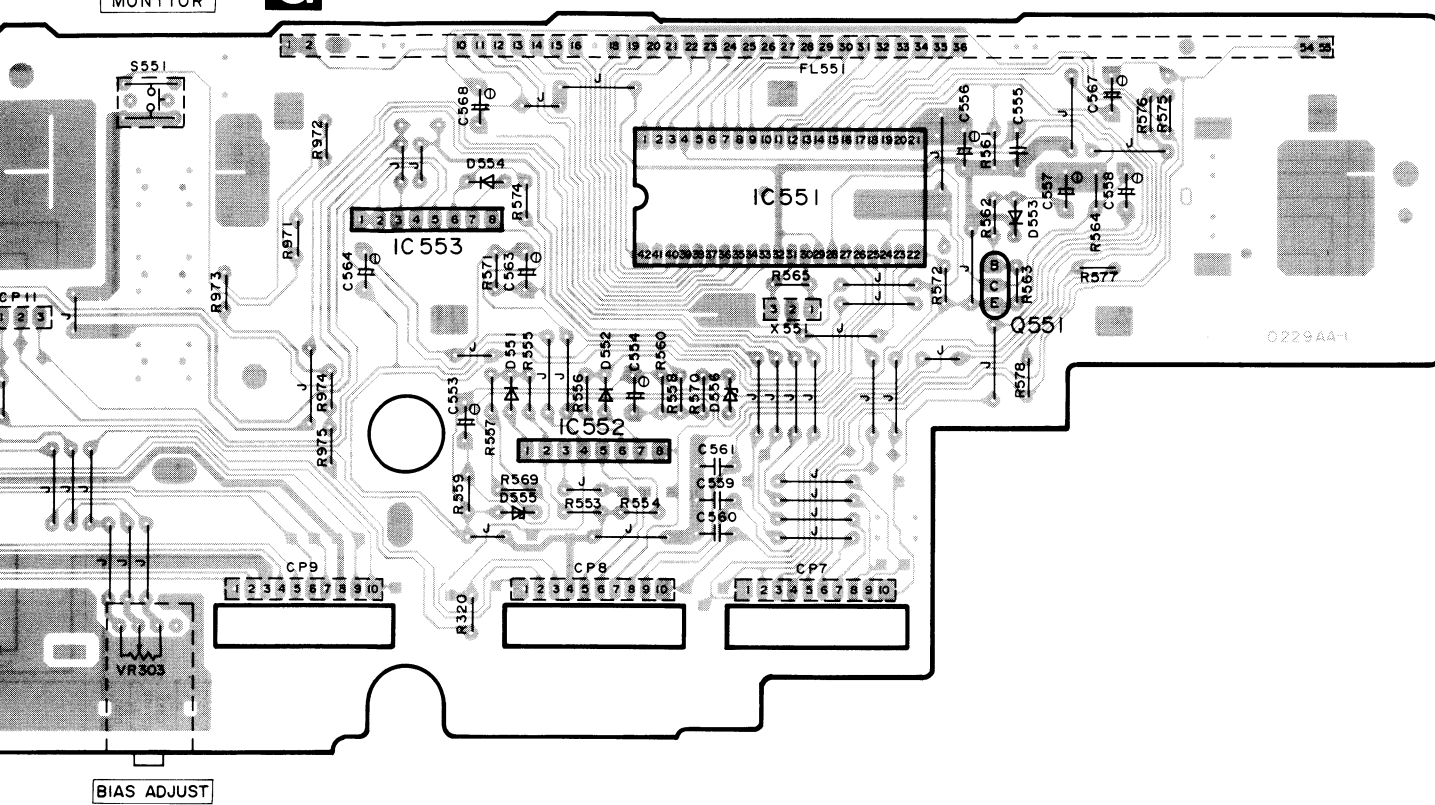 MONITOR
1 2 10 11 12 13 14 15 16 18 19 20 21 22 23 24 25 26 27 28 29 30 31 32 33 34 35 36 54 55
FL551
S551
C568
J
J
J
C567
R576
R575
R972
C556
R561
C555
1 2 3 4 5 6 7 8 9 10 11 12 13 14 15 16 17 18 19 20 21
J
J
J
J
D554
R574
IC551
C557
C558
R562
D553
R564
1 2 3 4 5 6 7 8
IC553
R971
42 41 40 39 38 37 36 35 34 33 32 31 30 29 28 27 26 25 24 23 22
C564
R571
C563
R565
J
J
R572
J
B
C
E
R563
R577
R973
CP11
1 2 3
J
3 2 1
X551
J
Q551
0229AA-1
J
D551
R555
J
J
D552
C554
R560
J
R578
J
R974
C553
R556
R558
R570
D556
J J J J
J J
R557
IC552
1 2 3 4 5 6 7 8
R975
C561
J J J
R559
R569
J
C559
J
D555
R553
R554
J
C560
J
J
J
J
J J J
CP9
CP8
CP7
1 2 3 4 5 6 7 8 9 10
1 2 3 4 5 6 7 8 9 10
1 2 3 4 5 6 7 8 9 10
R320
VR303
BIAS ADJUST